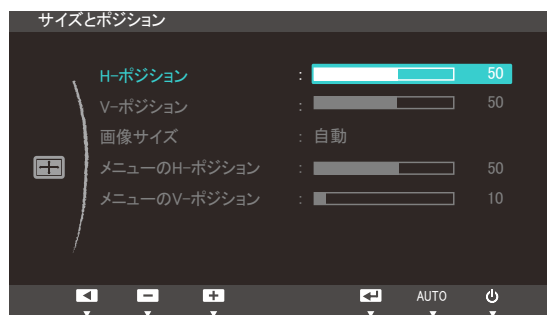 サイズとポジション
H-ポジション : 50
V-ポジション : 50
画像サイズ : 自動
メニューのH-ポジション : 50
メニューのV-ポジション : 10
AUTO